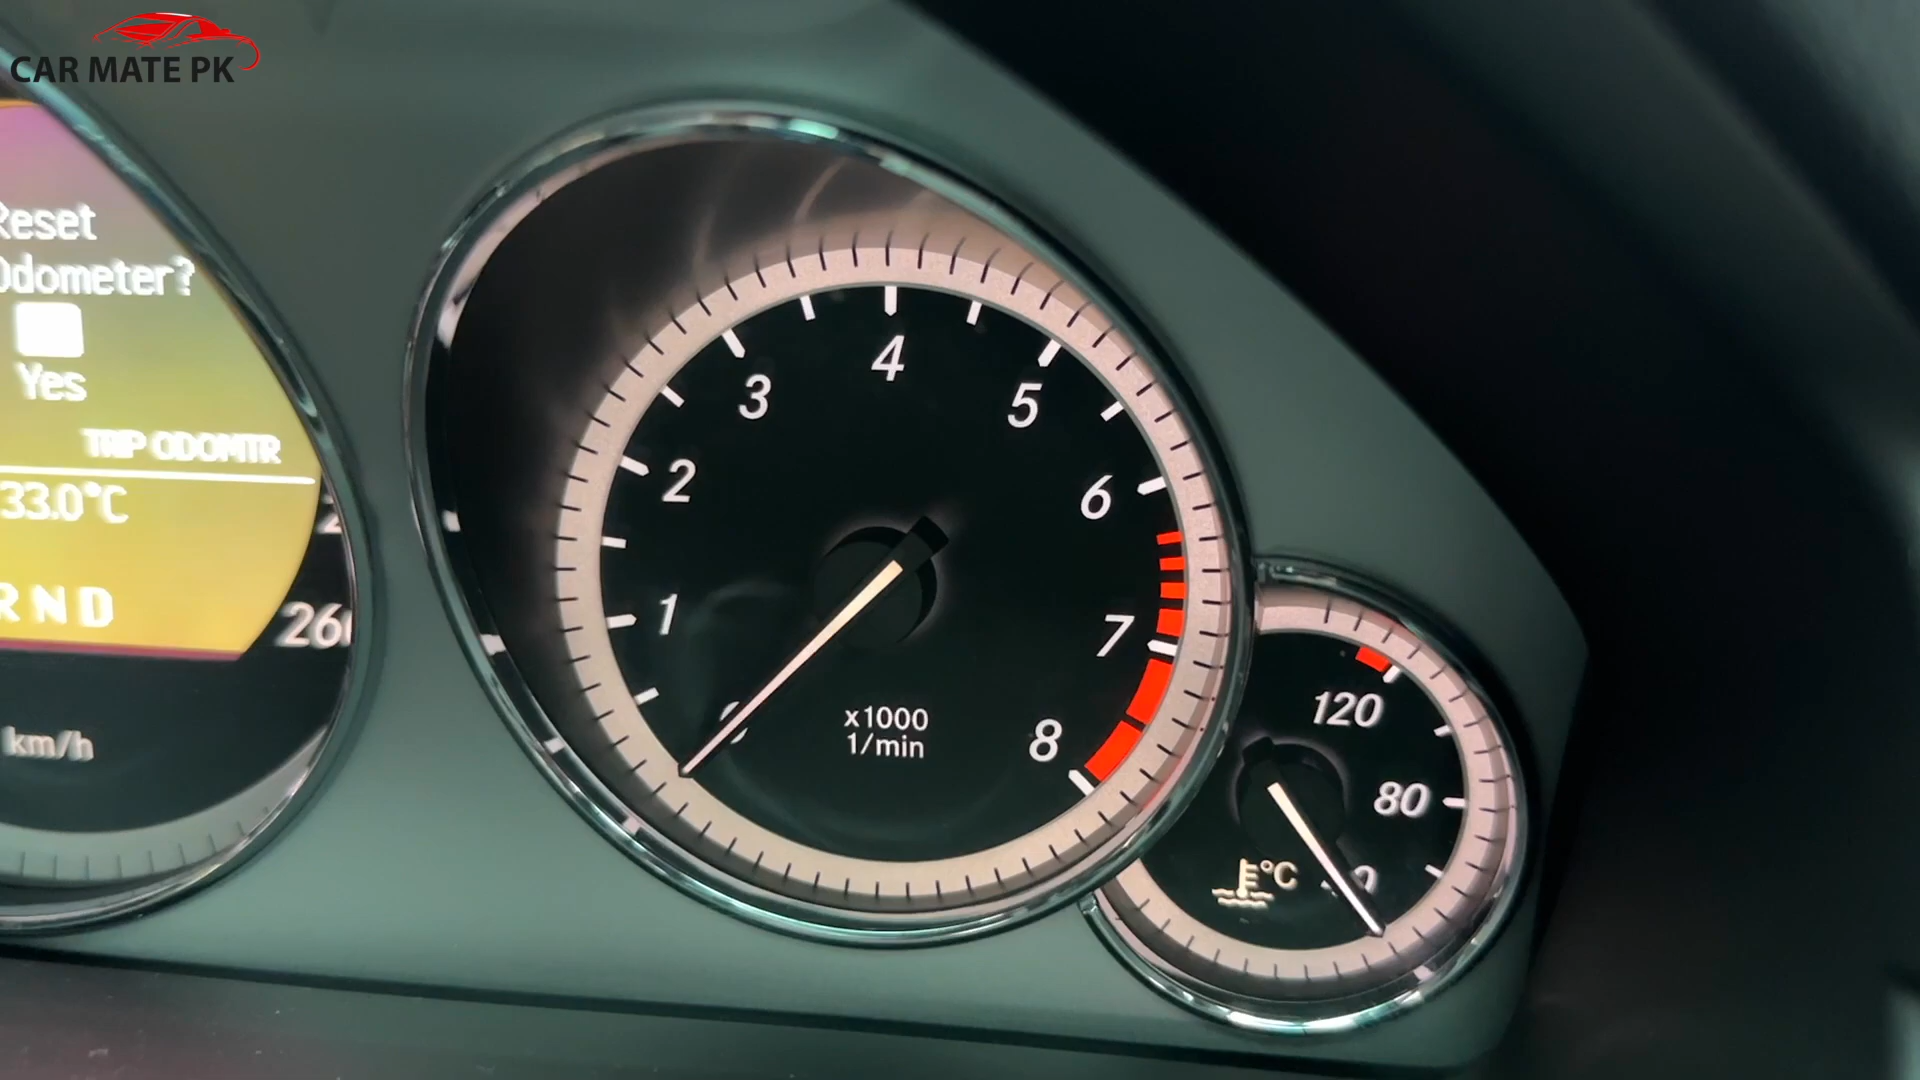 CAR MATE PK
Reset
Odometer?
Yes
TRIP ODOMTR
33.0°C
R N D
260
km/h
1
2
3
4
5
6
7
8
x1000
1/min
120
80
°C